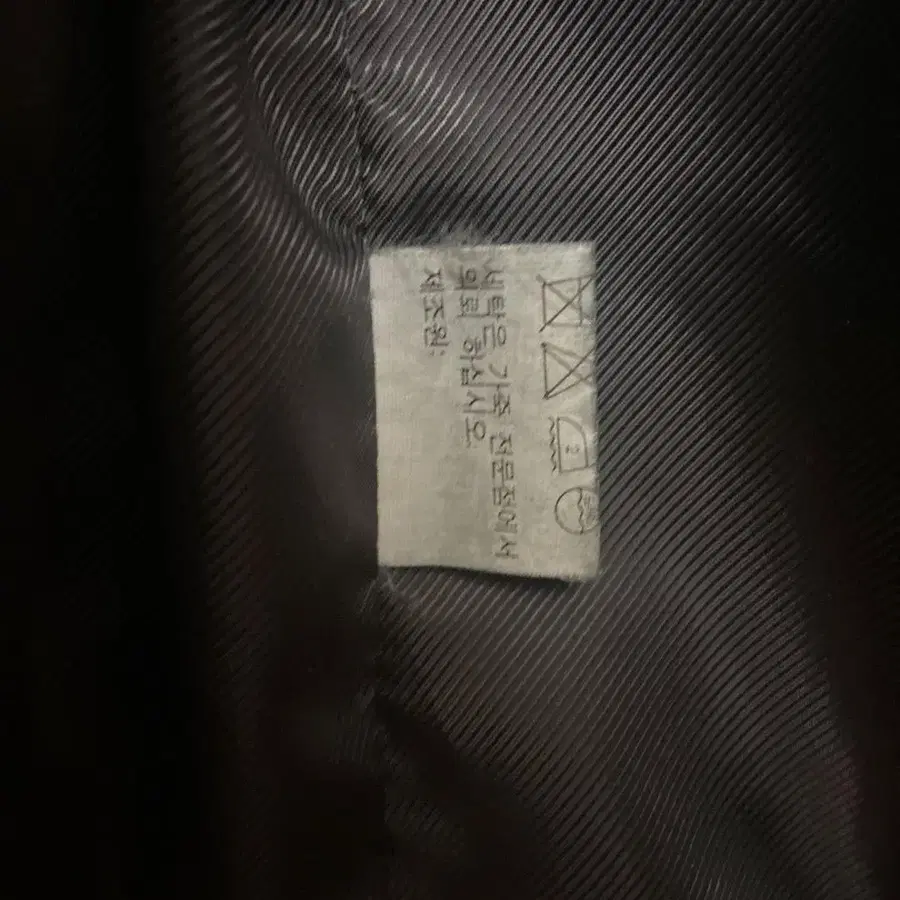 2
세탁은 가죽 전문점에서
의뢰 하십시오
제조원: